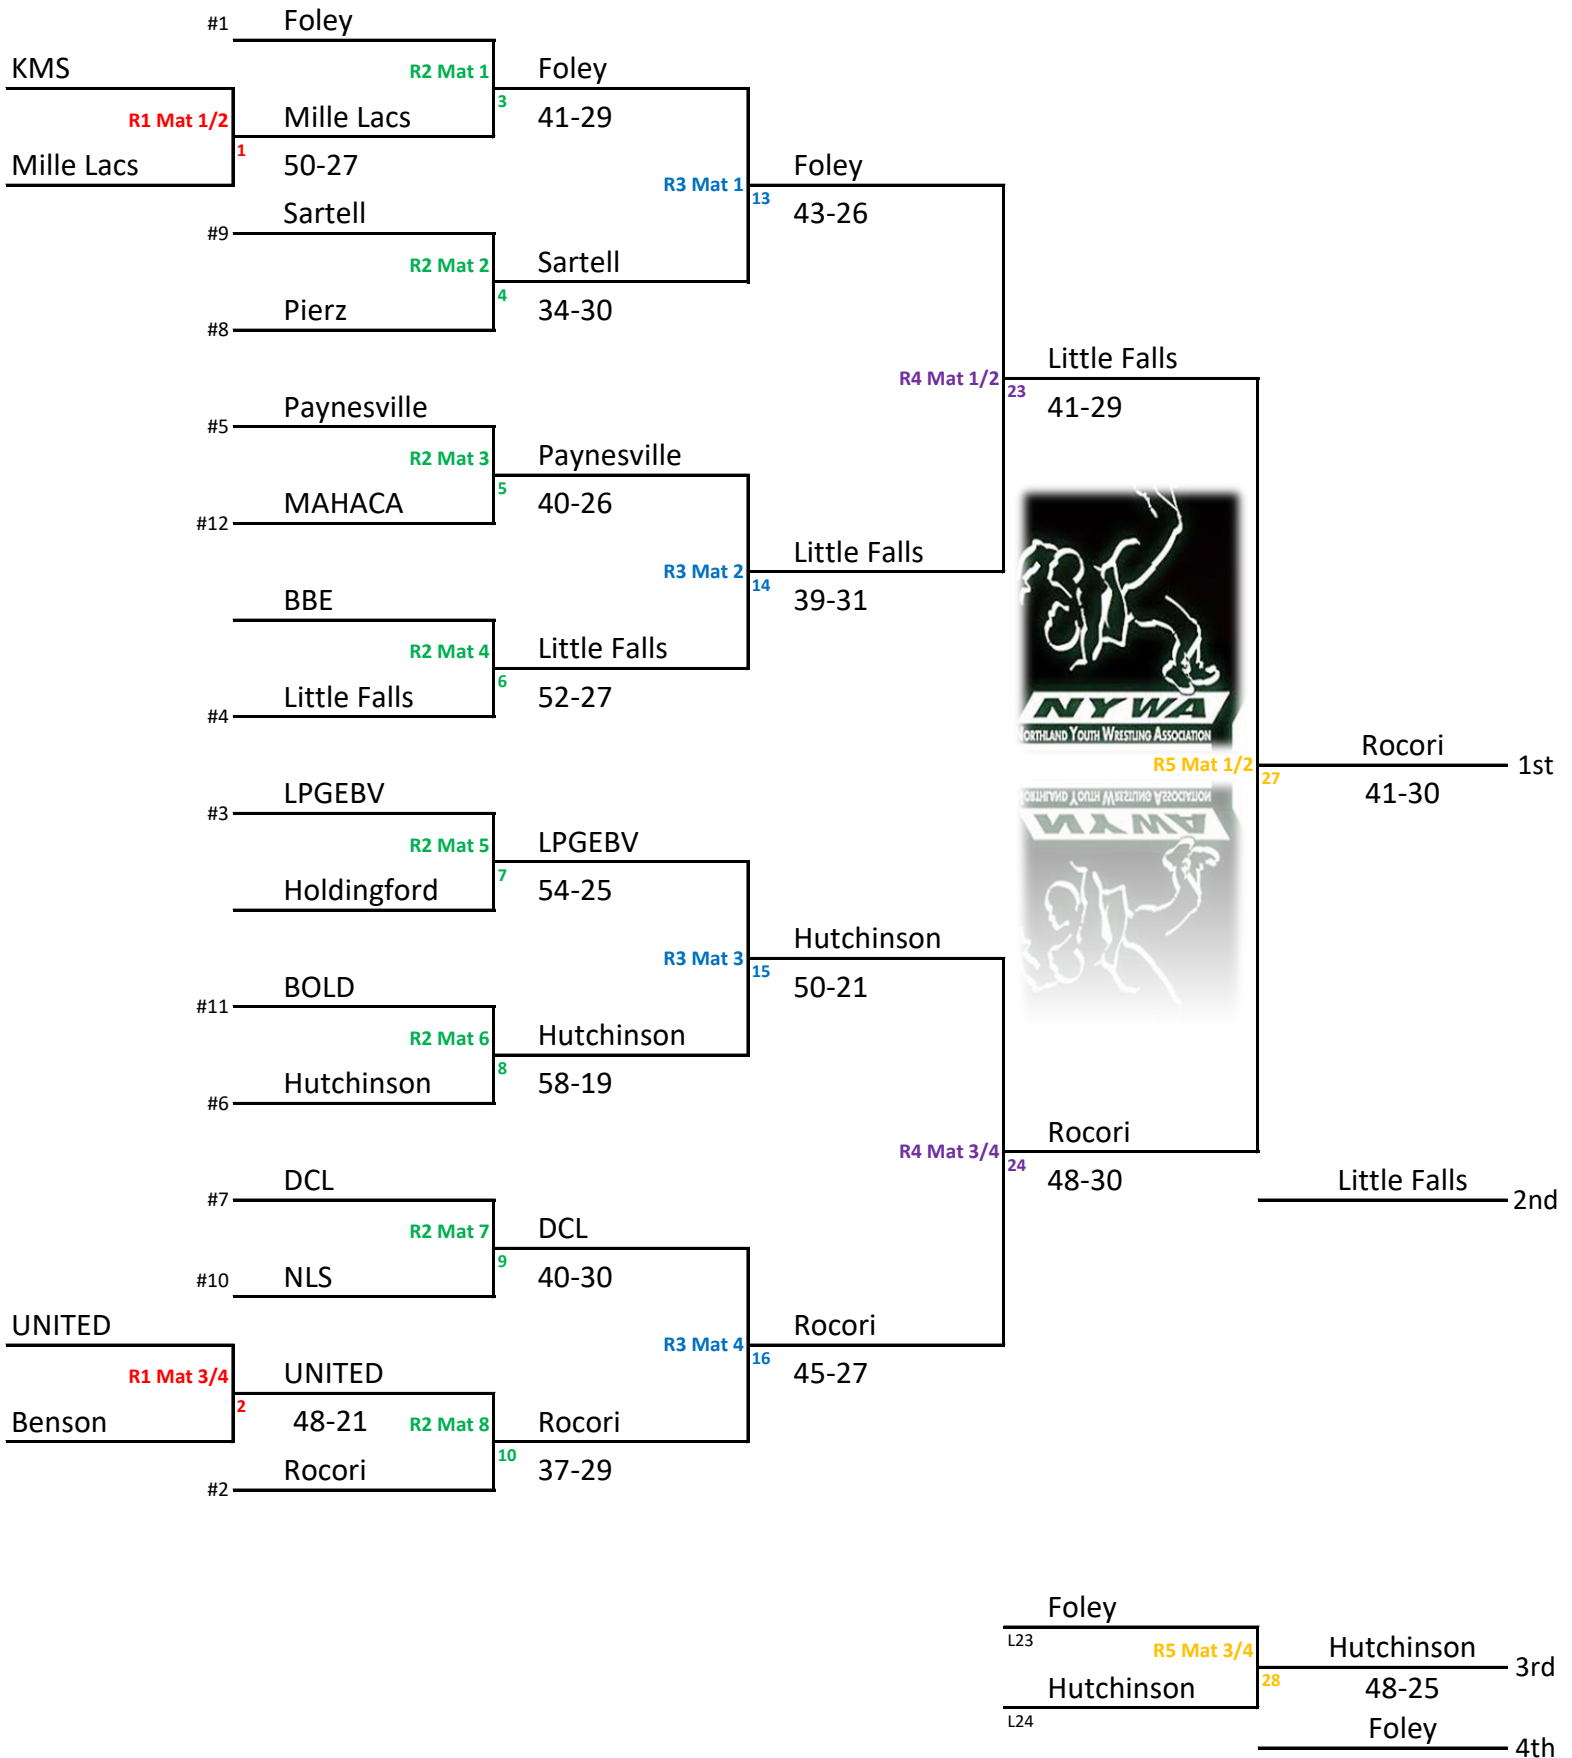 #1 Foley
KMS
R2 Mat 1 Foley
3
R1 Mat 1/2 Mille Lacs 41-29
1
Mille Lacs 50-27 Foley
R3 Mat 1
13
Sartell 43-26
#9
R2 Mat 2 Sartell
4
Pierz 34-30
#8
Little Falls
R4 Mat 1/2
23
Paynesville 41-29
#5
R2 Mat 3 Paynesville
5
MAHACA 40-26
#12
Little Falls
R3 Mat 2
14
BBE 39-31
R2 Mat 4 Little Falls
6
Little Falls 52-27
#4
NYWA
ORTHLAND YOUTH WRESTLING ASSOCIATION
Rocori
R5 Mat 1/2 1st
27
LPGEBV 41-30
#3
R2 Mat 5 LPGEBV
7
Holdingford 54-25
Hutchinson
R3 Mat 3
15
BOLD 50-21
#11
R2 Mat 6 Hutchinson
8
Hutchinson 58-19
#6
Rocori
R4 Mat 3/4
24
DCL 48-30 Little Falls
#7 2nd
R2 Mat 7 DCL
9
#10 NLS 40-30
UNITED Rocori
R3 Mat 4
16
R1 Mat 3/4 UNITED 45-27
2
Benson 48-21 R2 Mat 8 Rocori
10
Rocori 37-29
#2
Foley
L23
R5 Mat 3/4 Hutchinson
3rd
28
Hutchinson 48-25
L24
Foley
4th